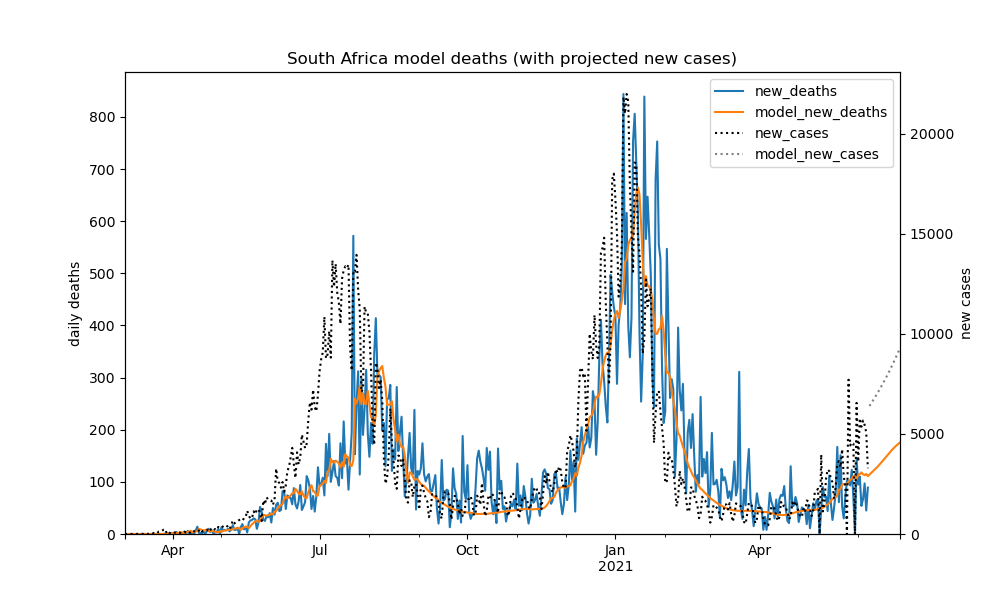 South Africa model deaths (with projected new cases)
new_deaths
model_new_deaths
new_cases
model_new_cases
800
700
600
500
400
300
200
100
0
daily deaths
20000
15000
10000
5000
0
new cases
Apr
Jul
Oct
Jan
2021
Apr